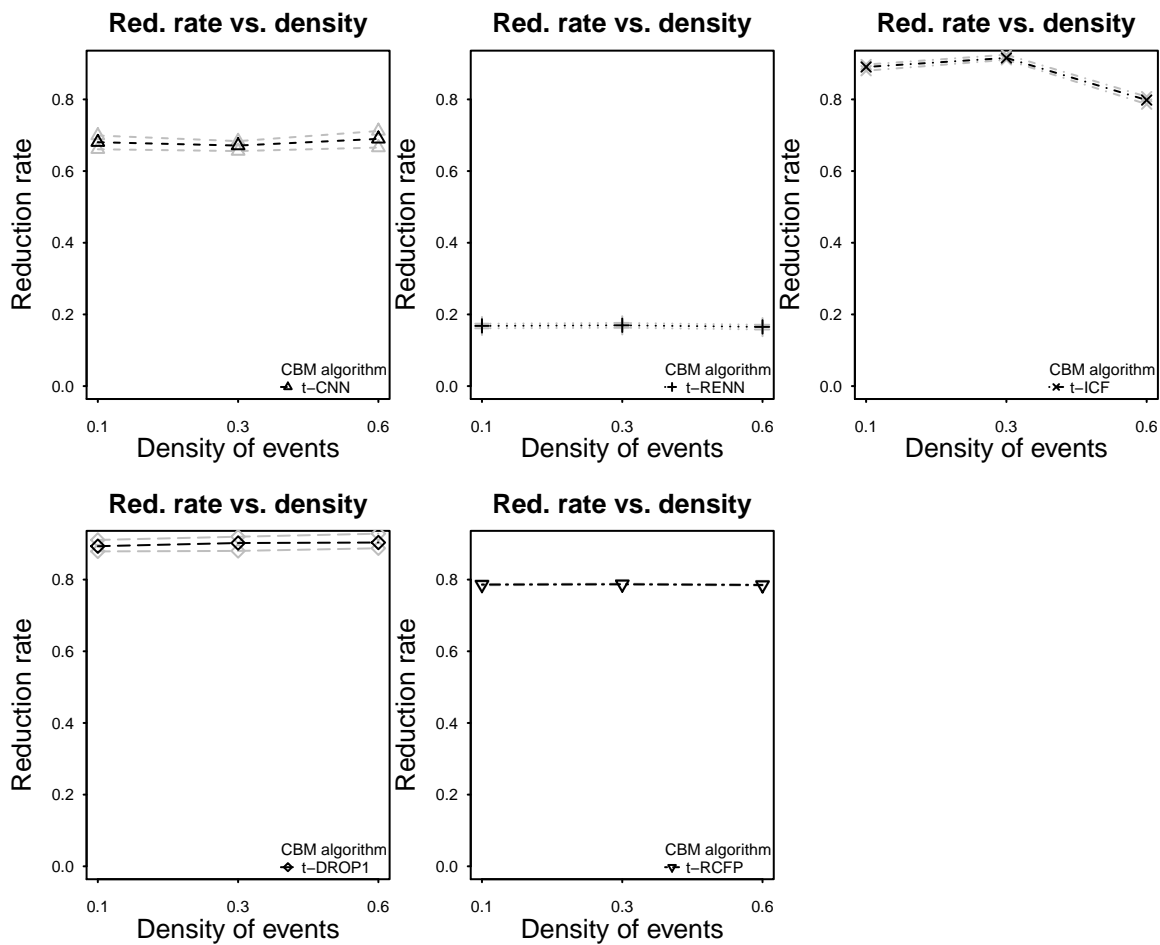 Red. rate vs. density
Reduction rate
0.8
0.6
0.4
0.2
0.0
CBM algorithm
t−CNN
0.1 0.3 0.6
Density of events
Red. rate vs. density
Reduction rate
0.8
0.6
0.4
0.2
0.0
CBM algorithm
t−RENN
0.1 0.3 0.6
Density of events
Red. rate vs. density
Reduction rate
0.8
0.6
0.4
0.2
0.0
CBM algorithm
t−ICF
0.1 0.3 0.6
Density of events
Red. rate vs. density
Reduction rate
0.8
0.6
0.4
0.2
0.0
CBM algorithm
t−DROP1
0.1 0.3 0.6
Density of events
Red. rate vs. density
Reduction rate
0.8
0.6
0.4
0.2
0.0
CBM algorithm
t−RCFP
0.1 0.3 0.6
Density of events